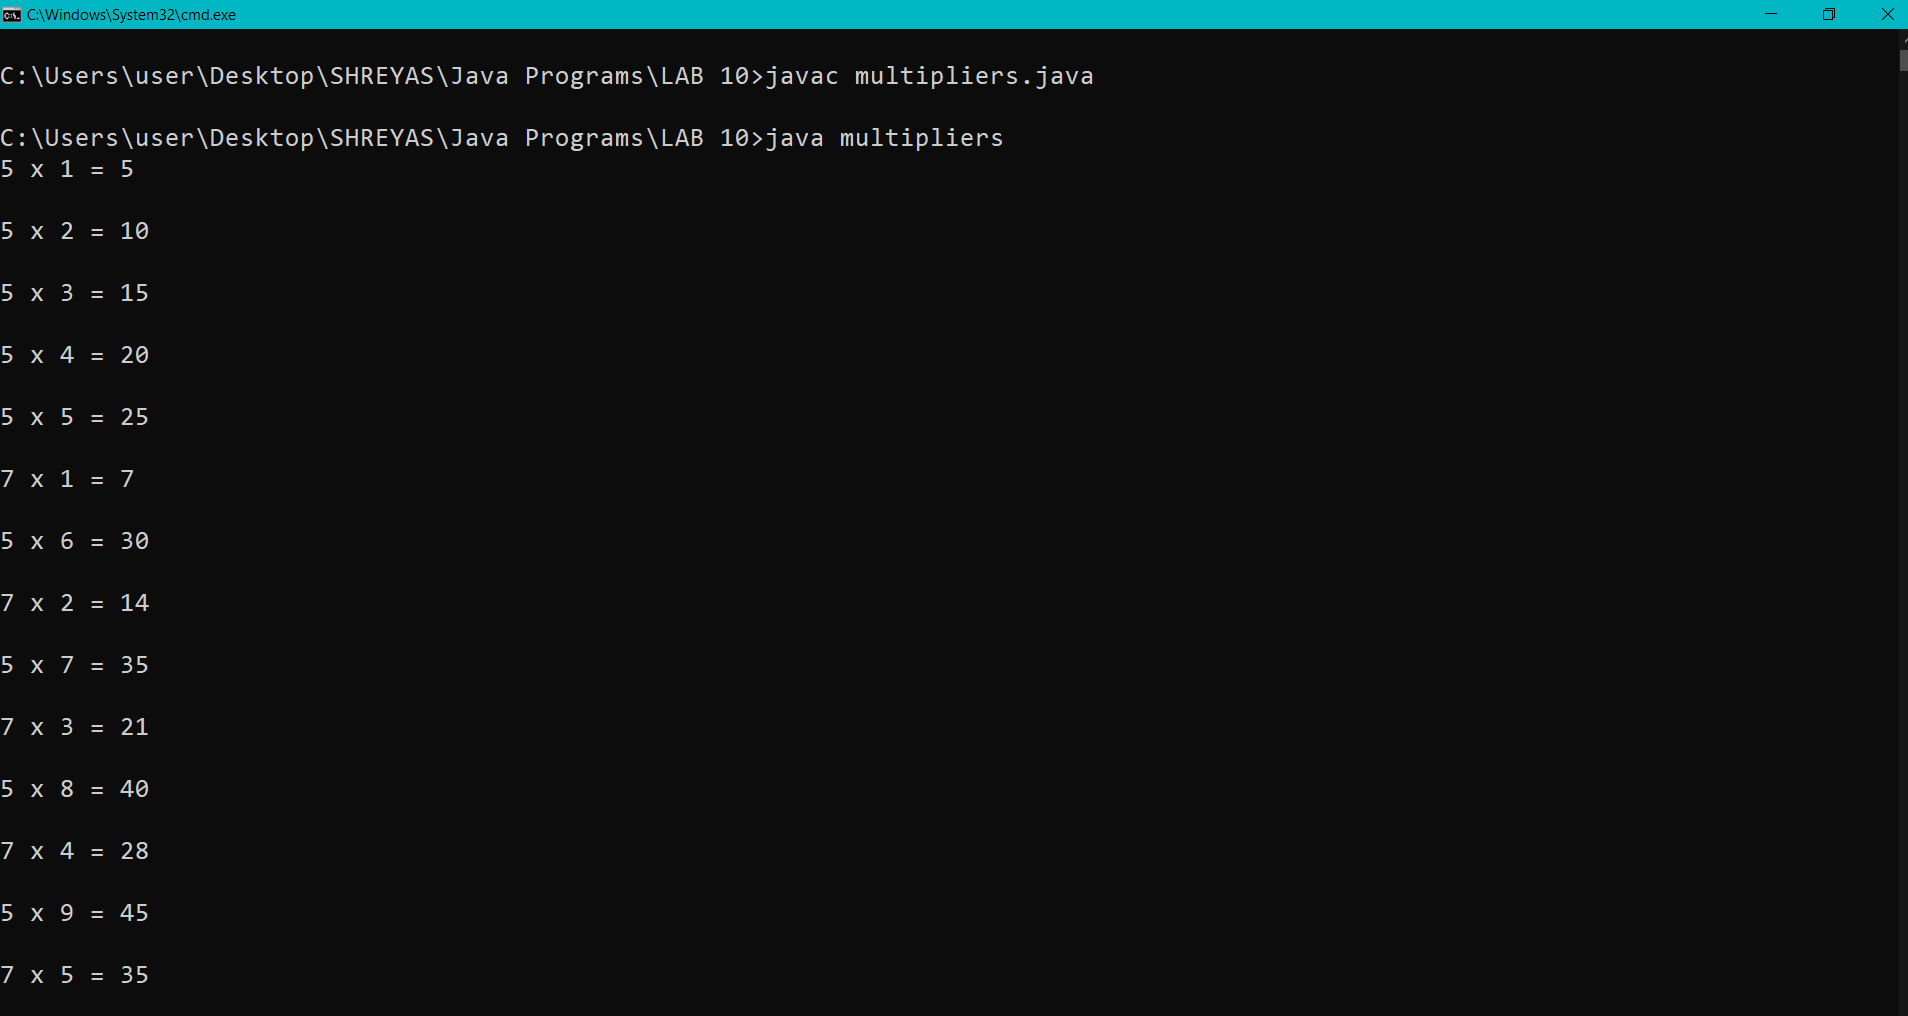 C:\Windows\System32\cmd.exe
C:\Users\user\Desktop\SHREYAS\Java Programs\LAB 10>javac multipliers.java
C:\Users\user\Desktop\SHREYAS\Java Programs\LAB 10>java multipliers
5 x 1 = 5
5 x 2 = 10
5 x 3 = 15
5 x 4 = 20
5 x 5 = 25
7 x 1 = 7
5 x 6 = 30
7 x 2 = 14
5 x 7 = 35
7 x 3 = 21
5 x 8 = 40
7 x 4 = 28
5 x 9 = 45
7 x 5 = 35